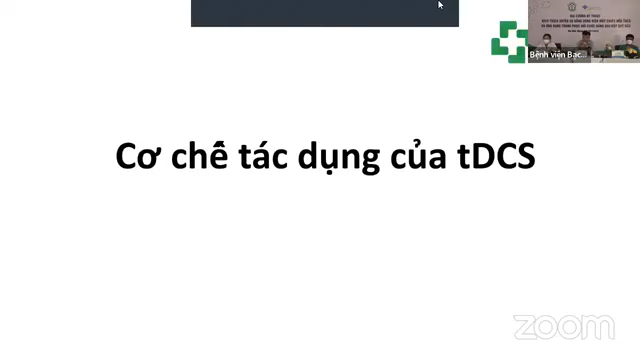 Bệnh viện Bạc...
Cơ chế tác dụng của tDCS
zoom